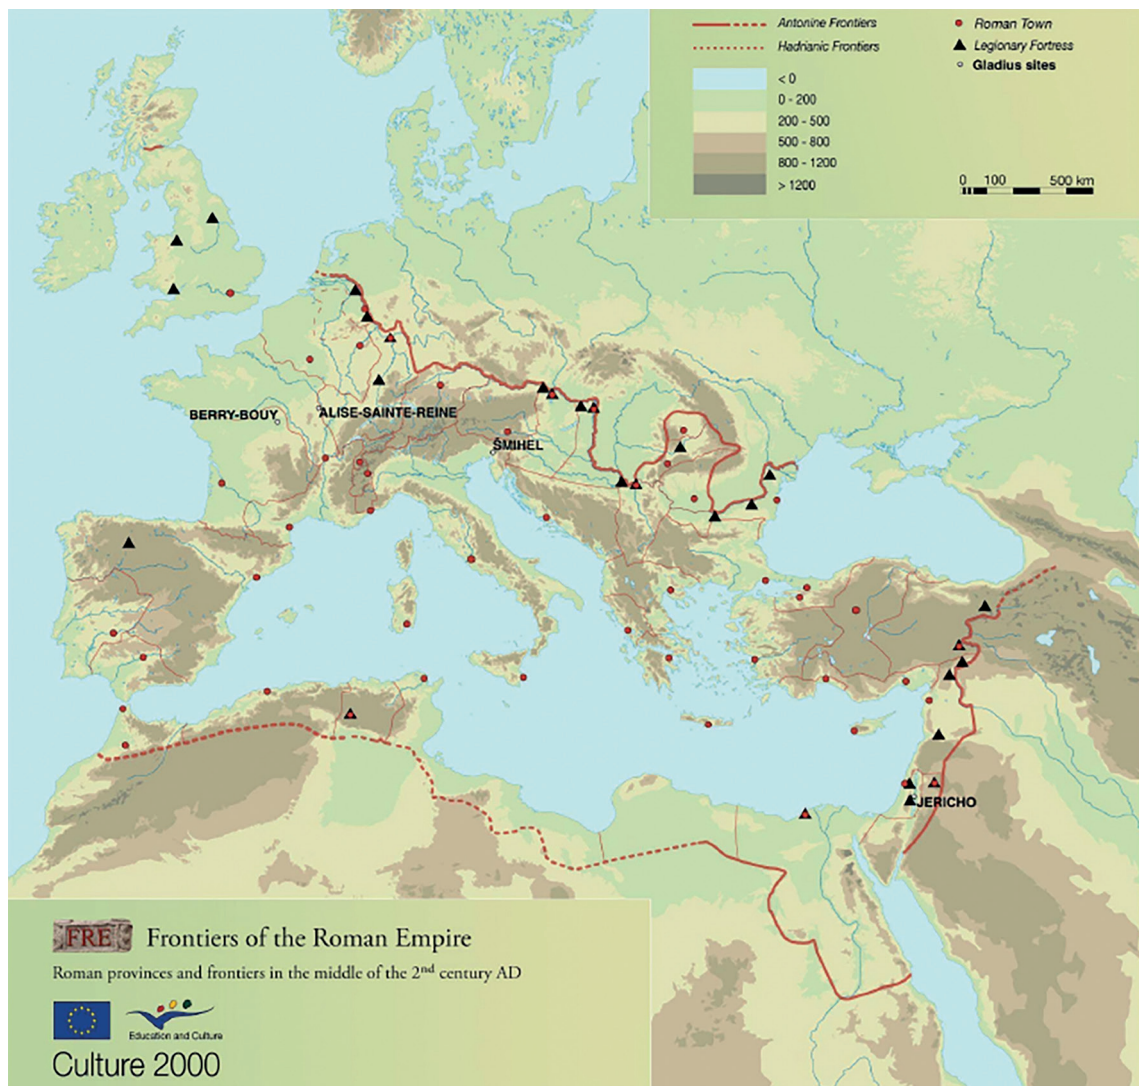 Antonine Frontiers
Hadrianic Frontiers
< 0
0 - 200
200 - 500
500 - 800
800 - 1200
> 1200
Roman Town
Legionary Fortress
Gladius sites
0 100 500 km
BERRY-BOUY
ALISE-SAINTE-REINE
ŠMIHEL
JERICHO
FRE
Frontiers of the Roman Empire
Roman provinces and frontiers in the middle of the 2nd century AD
Education and Culture
Culture 2000